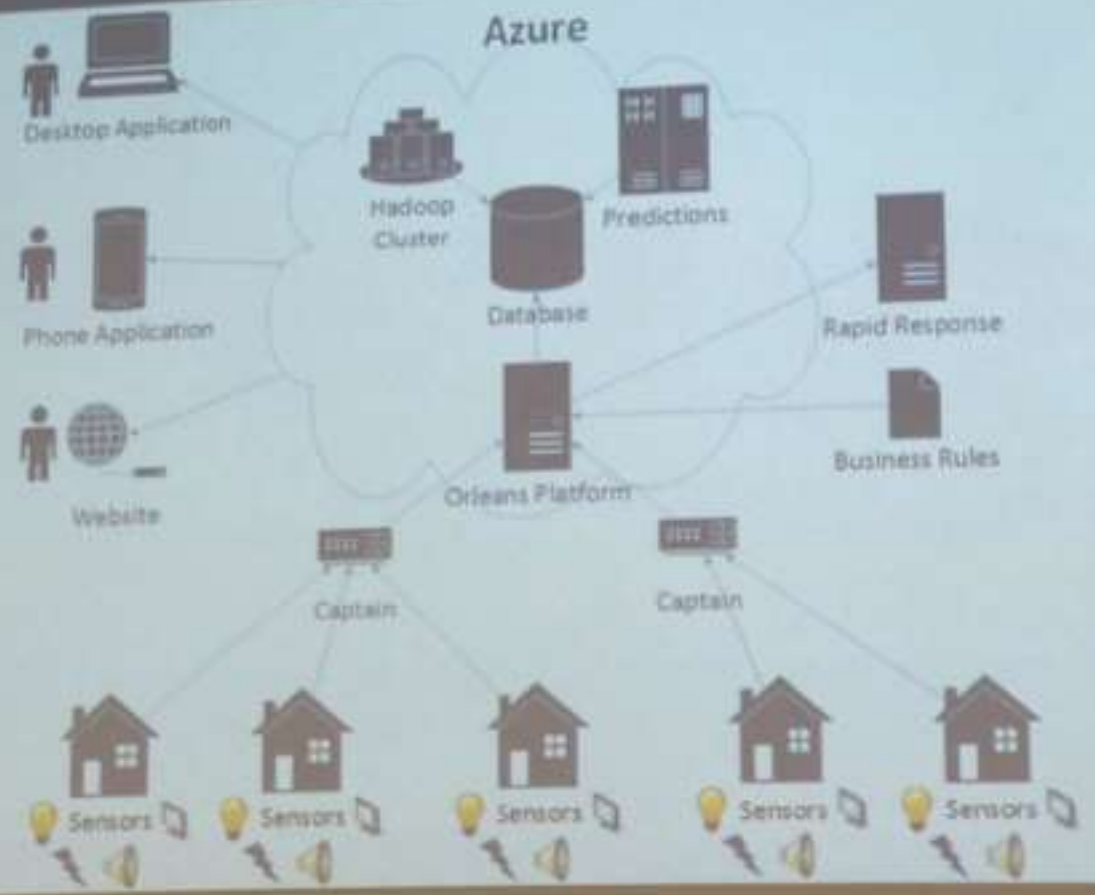 Azure
Desktop Application
Hadoop
Cluster
Predictions
Database
Phone Application
Rapid Response
Business Rules
Orleans Platform
Website
Captain
Captain
Sensors
Sensors
Sensors
Sensors
Sensors